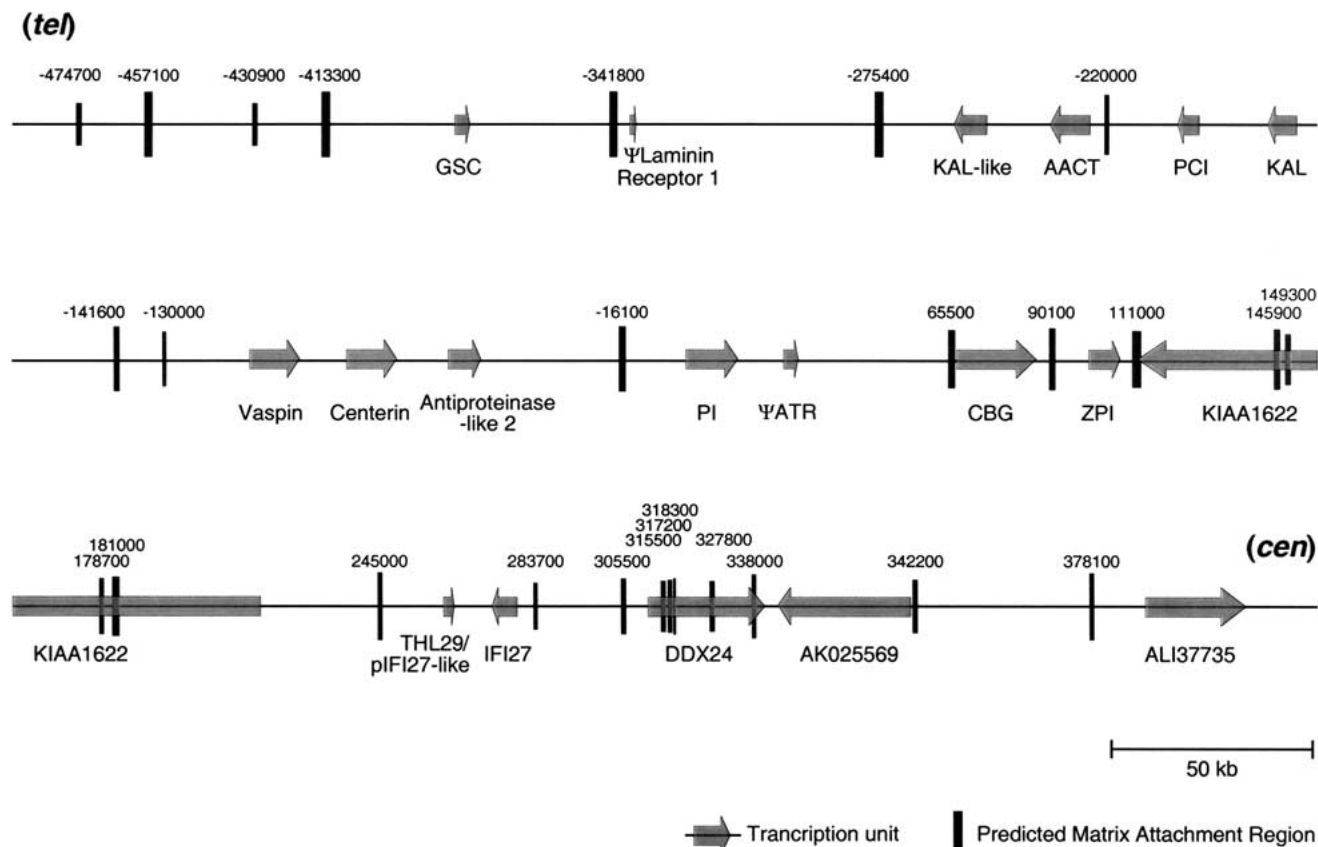 (tel)
-474700 -457100 -430900 -413300 -341800 -275400 -220000
GSC ΨLaminin Receptor 1 KAL-like AACT PCI KAL
149300
-141600 -130000 -16100 65500 90100 111000 145900
Vaspin Centerin Antiproteinase -like 2 PI ΨATR CBG ZPI KIAA1622
318300
181000 317200
178700 245000 283700 305500 315500 327800 338000 342200 378100
(cen)
KIAA1622 THL29/ pIFI27-like IFI27 DDX24 AK025569 ALI37735
50 kb
Trancription unit Predicted Matrix Attachment Region